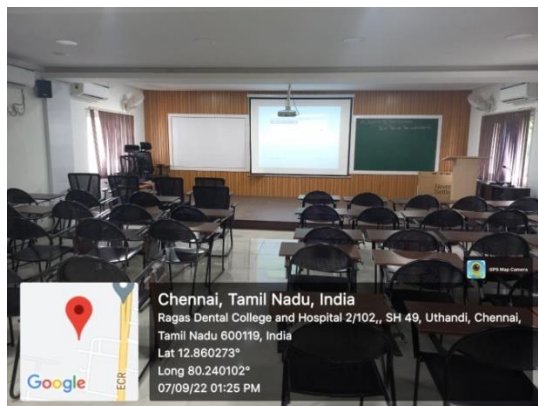 GPS Map Camera
Chennai, Tamil Nadu, India
Ragas Dental College and Hospital 2/102,, SH 49, Uthandi, Chennai,
Tamil Nadu 600119, India
Lat 12.860273°
Long 80.240102°
07/09/22 01:25 PM
Google
ECR